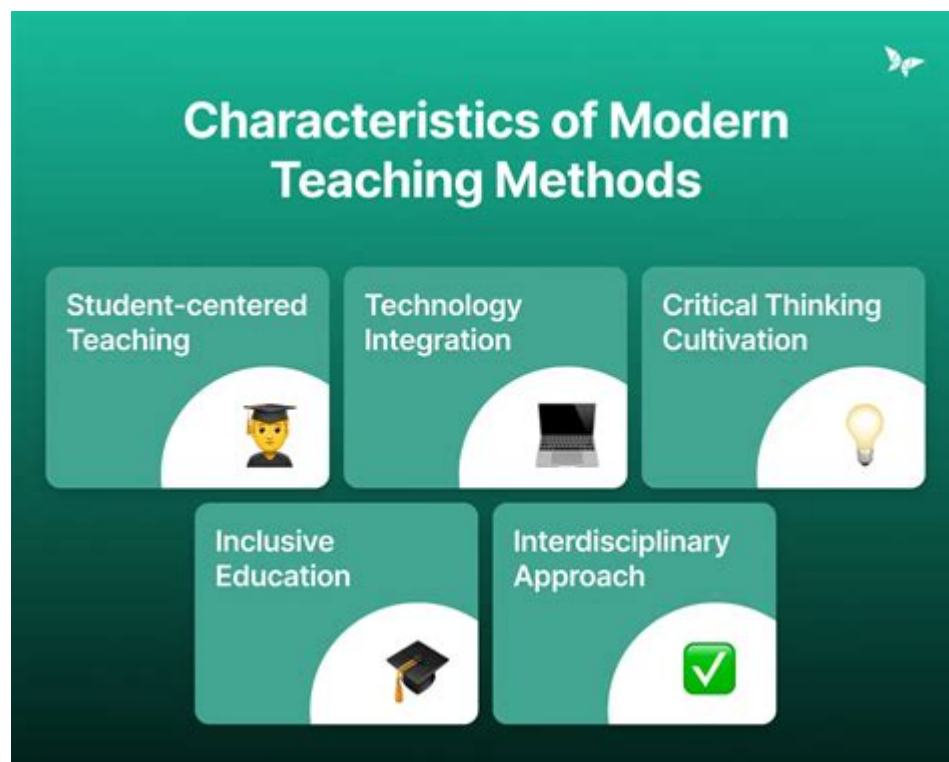 Characteristics of Modern
Teaching Methods
Student-centered
Teaching
Technology
Integration
Critical Thinking
Cultivation
Inclusive
Education
Interdisciplinary
Approach